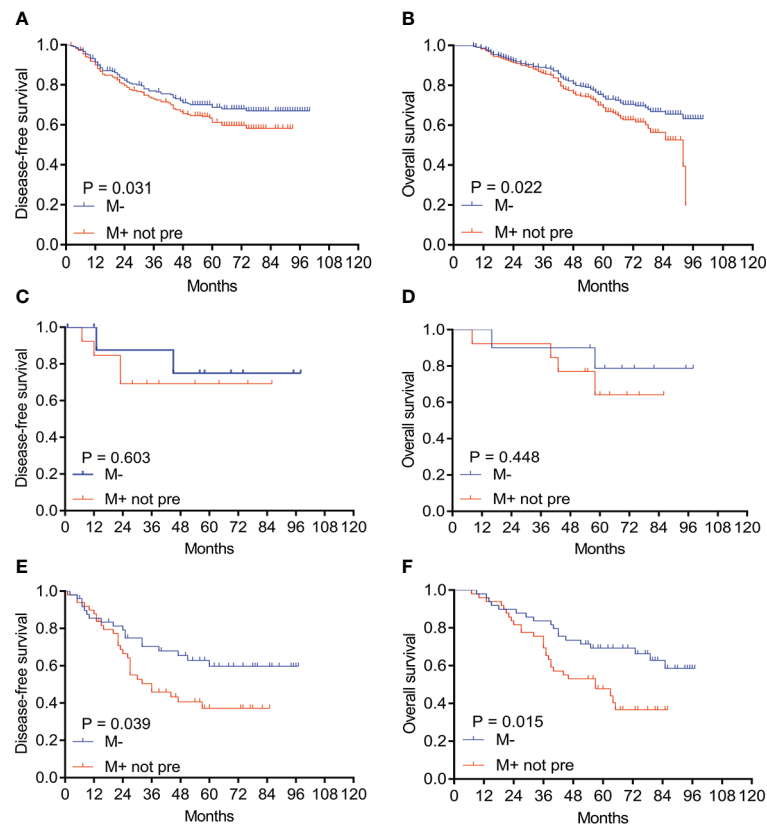 A
Disease-free survival
1.0
0.8
0.6
0.4
0.2
0.0
P = 0.031
M-
M+ not pre
0 12 24 36 48 60 72 84 96 108 120
Months
B
Overall survival
1.0
0.8
0.6
0.4
0.2
0.0
P = 0.022
M-
M+ not pre
0 12 24 36 48 60 72 84 96 108 120
Months
C
Disease-free survival
1.0
0.8
0.6
0.4
0.2
0.0
P = 0.603
M-
M+ not pre
0 12 24 36 48 60 72 84 96 108 120
Months
D
Overall survival
1.0
0.8
0.6
0.4
0.2
0.0
P = 0.448
M-
M+ not pre
0 12 24 36 48 60 72 84 96 108 120
Months
E
Disease-free survival
1.0
0.8
0.6
0.4
0.2
0.0
P = 0.039
M-
M+ not pre
0 12 24 36 48 60 72 84 96 108 120
Months
F
Overall survival
1.0
0.8
0.6
0.4
0.2
0.0
P = 0.015
M-
M+ not pre
0 12 24 36 48 60 72 84 96 108 120
Months